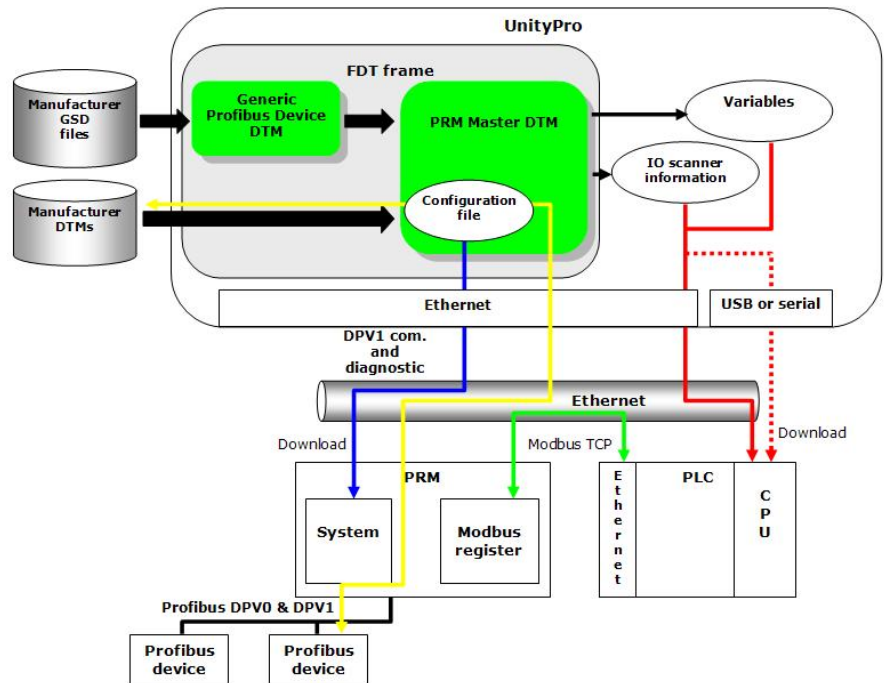 UnityPro
FDT frame
Manufacturer
GSD
files
Generic
Profibus Device
DTM
PRM Master DTM
Variables
IO scanner
information
Manufacturer
DTMs
Configuration
file
Ethernet
USB or serial
DPV1 com.
and
diagnostic
Ethernet
Download
Modbus TCP
Download
PRM
System
Modbus
register
E
t
h
e
r
n
e
t
PLC
C
P
U
Profibus DPV0 & DPV1
Profibus
device
Profibus
device